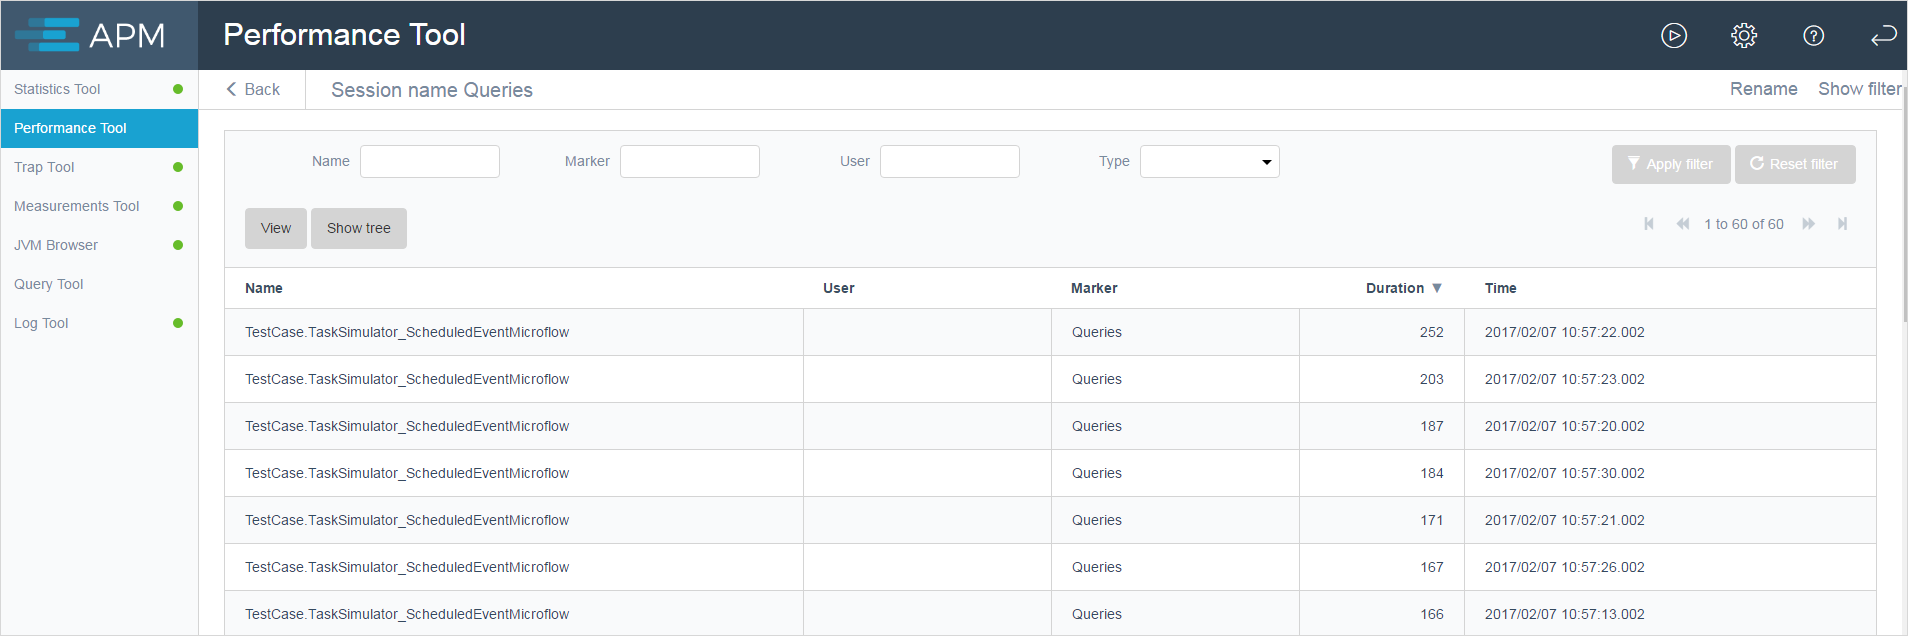 APM Performance Tool
Statistics Tool
Performance Tool
Trap Tool
Measurements Tool
JVM Browser
Query Tool
Log Tool
Back Session name Queries Rename Show filter
Name Marker User Type Apply filter Reset filter
View Show tree 1 to 60 of 60
Name User Marker Duration ▼ Time
TestCase.TaskSimulator_ScheduledEventMicroflow Queries 252 2017/02/07 10:57:22.002
TestCase.TaskSimulator_ScheduledEventMicroflow Queries 203 2017/02/07 10:57:23.002
TestCase.TaskSimulator_ScheduledEventMicroflow Queries 187 2017/02/07 10:57:20.002
TestCase.TaskSimulator_ScheduledEventMicroflow Queries 184 2017/02/07 10:57:30.002
TestCase.TaskSimulator_ScheduledEventMicroflow Queries 171 2017/02/07 10:57:21.002
TestCase.TaskSimulator_ScheduledEventMicroflow Queries 167 2017/02/07 10:57:26.002
TestCase.TaskSimulator_ScheduledEventMicroflow Queries 166 2017/02/07 10:57:13.002